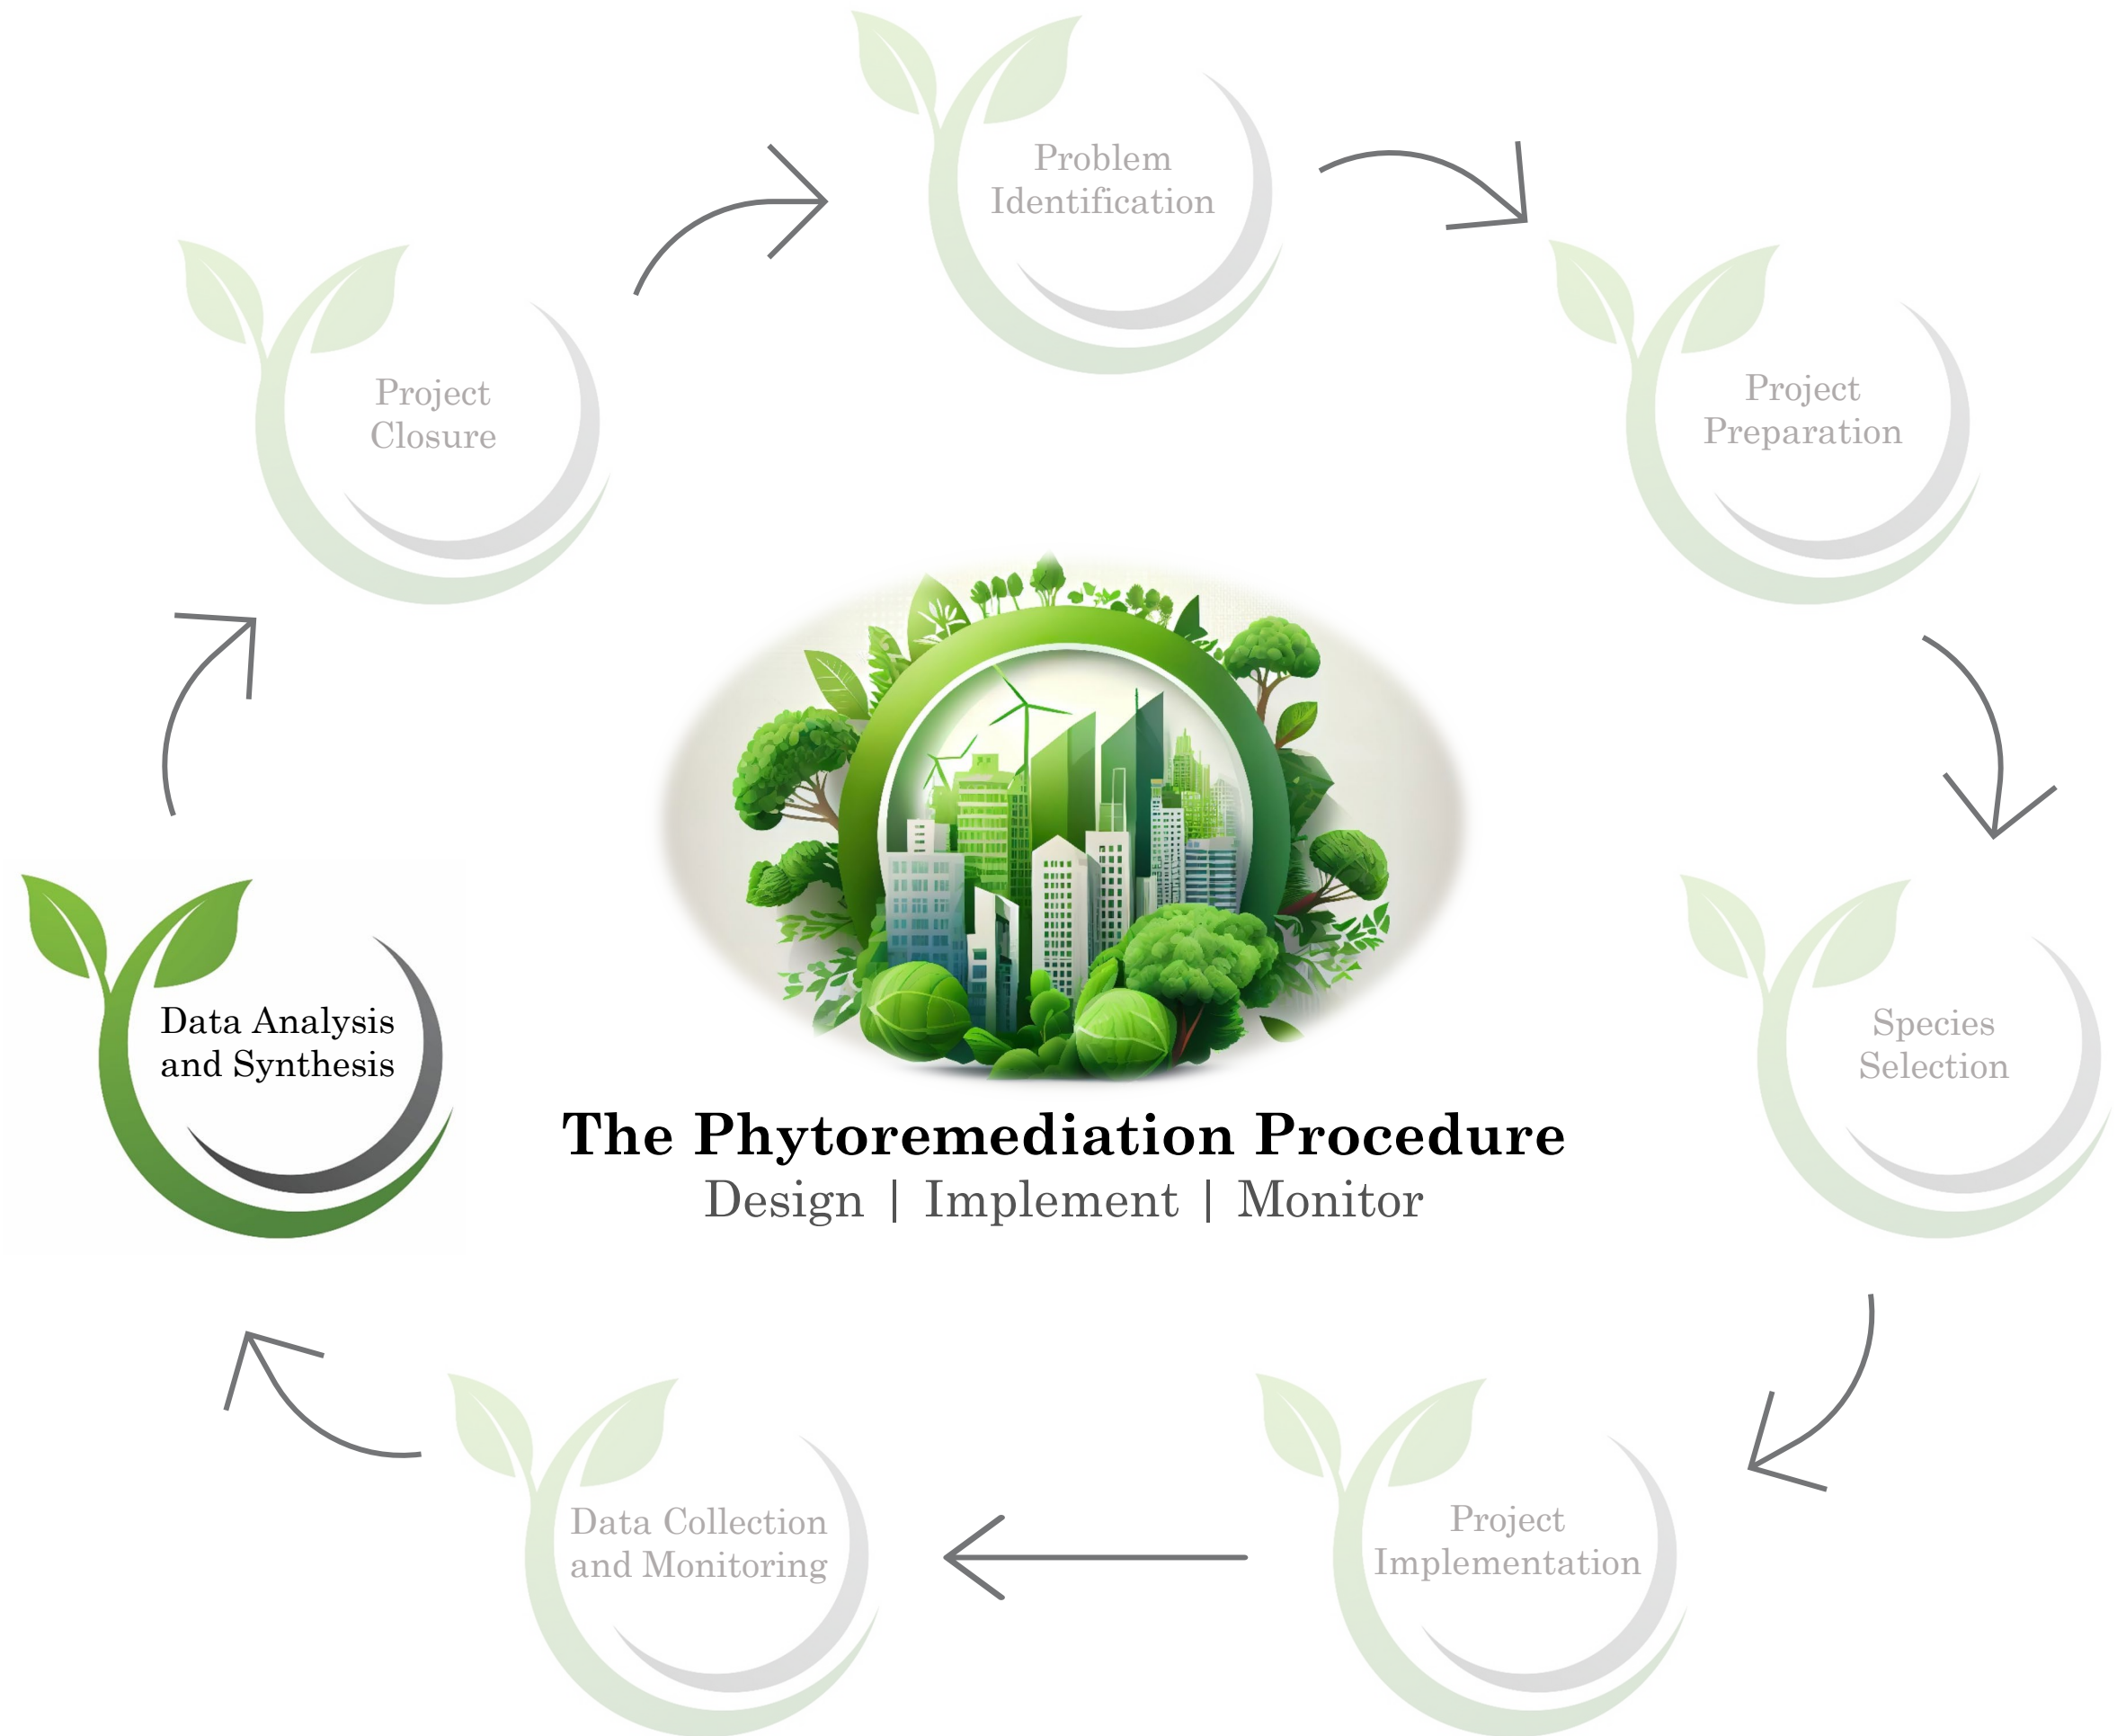 Problem
Identification
Project
Preparation
Species
Selection
Project
Implementation
Data Collection
and Monitoring
Data Analysis
and Synthesis
Project
Closure
The Phytoremediation Procedure
Design | Implement | Monitor